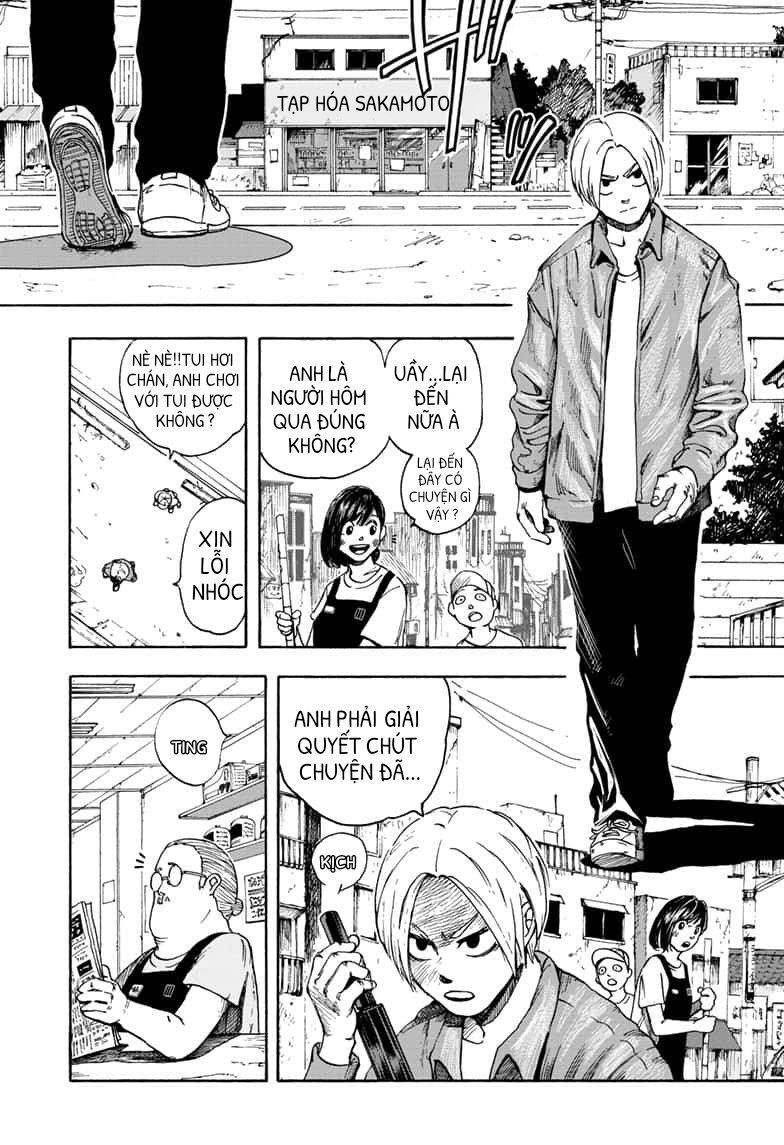 TẠP HÓA SAKAMOTO
UẦY...LẠI
ĐẾN
NỮA À
LẠI ĐẾN
ĐÂY CÓ
CHUYỆN GÌ
VẬY ?
ANH LÀ
NGƯỜI HÔM
QUA ĐÚNG
KHÔNG?
NÈ NÈ!!TUI HƠI
CHÁN, ANH CHƠI
VỚI TUI ĐƯỢC
KHÔNG ?
XIN
LỖI
NHÓC
ANH PHẢI GIẢI
QUYẾT CHÚT
CHUYỆN ĐÃ...
KỊCH
TING